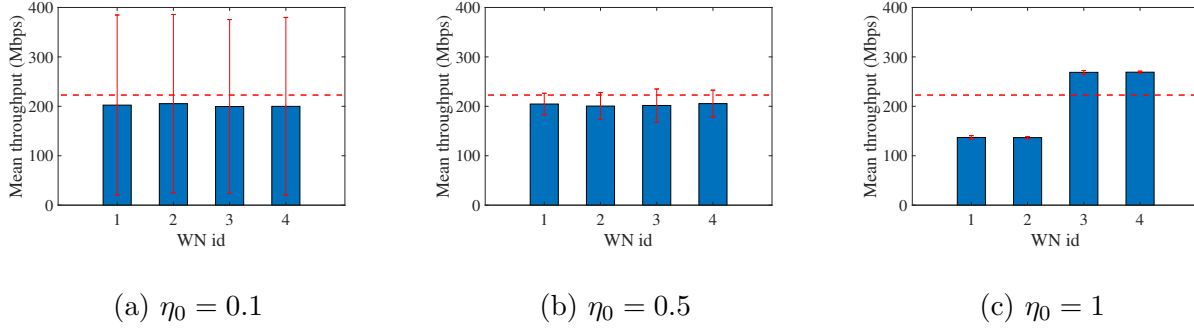 400
300
200
100
0
Mean throughput (Mbps)
1 2 3 4
WN id
(a) η₀ = 0.1
400
300
200
100
0
Mean throughput (Mbps)
1 2 3 4
WN id
(b) η₀ = 0.5
400
300
200
100
0
Mean throughput (Mbps)
1 2 3 4
WN id
(c) η₀ = 1